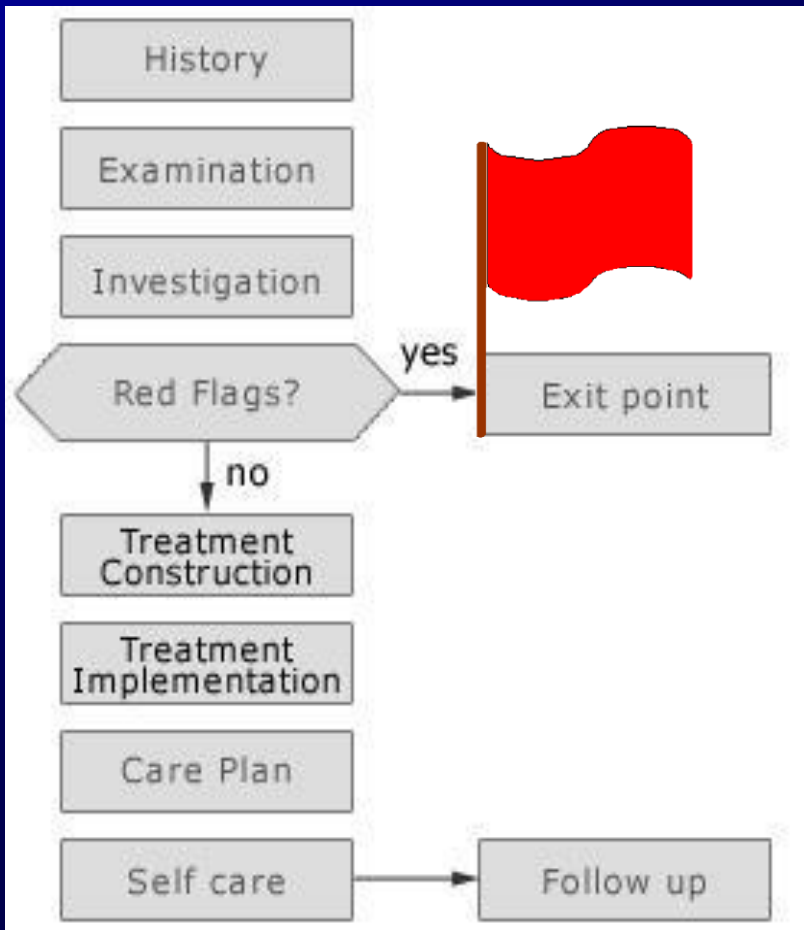 History
Examination
Investigation
Red Flags?
yes
Exit point
no
Treatment
Construction
Treatment
Implementation
Care Plan
Self care
Follow up